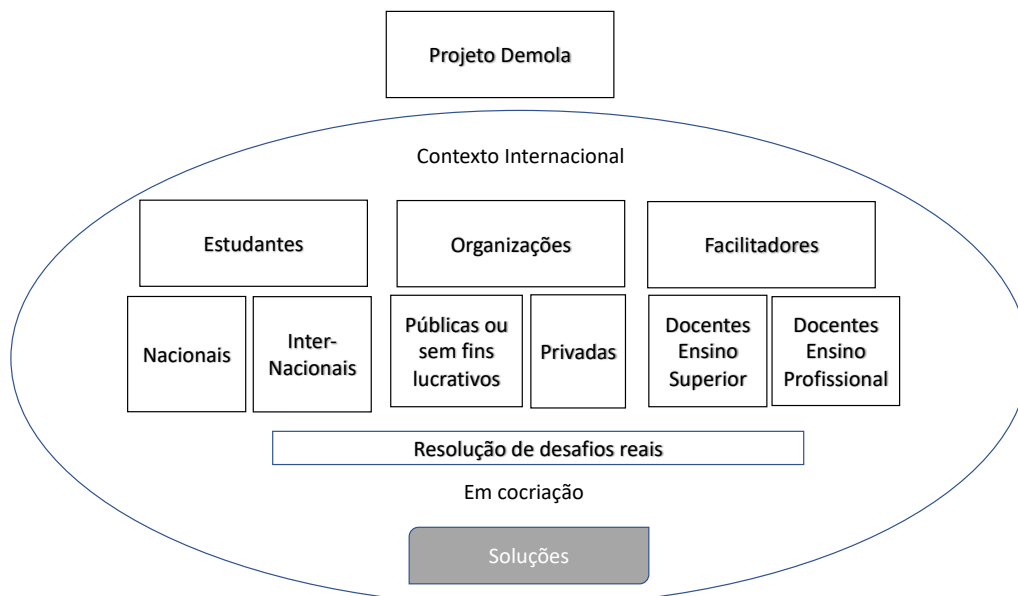 Projeto Demola
Contexto Internacional
Estudantes
Organizações
Facilitadores
Nacionais
Inter-
Nacionais
Públicas ou
sem fins
lucrativos
Privadas
Docentes
Ensino
Superior
Docentes
Ensino
Profissional
Resolução de desafios reais
Em cocriação
Soluções